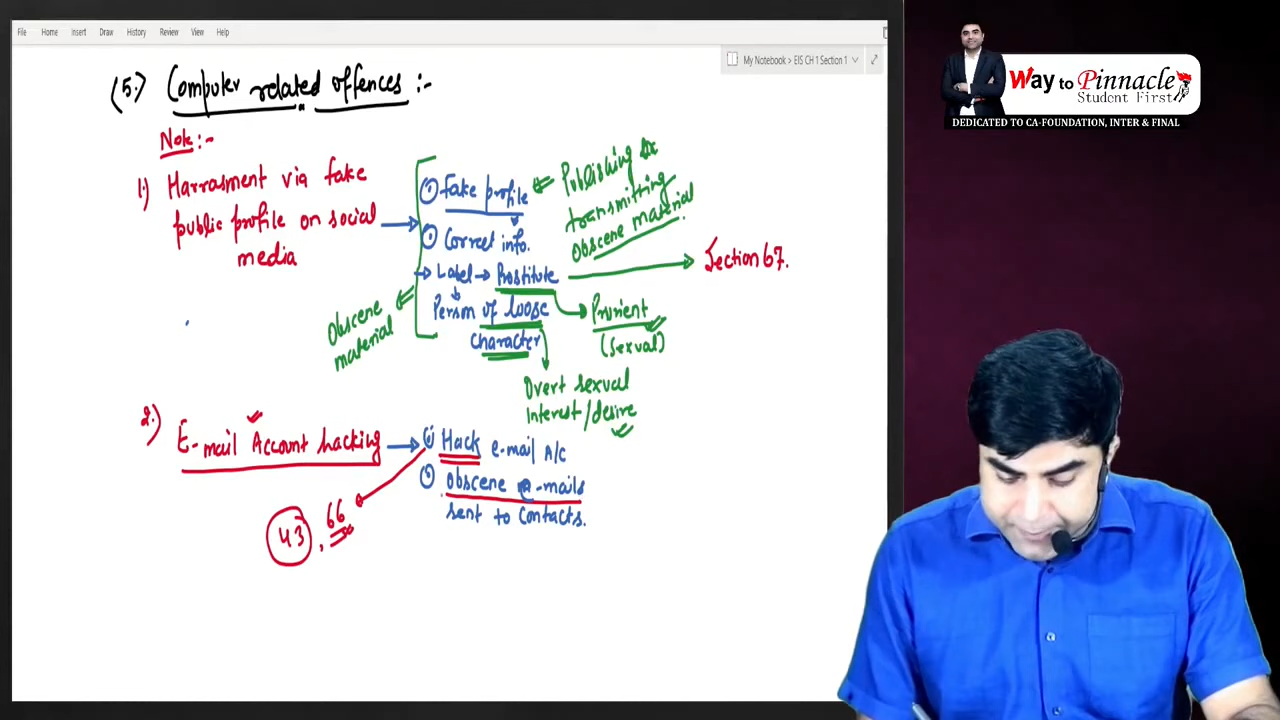 File Home Insert Draw History Review View Help
My Notebook > EIS CH 1 Section 1
Way to Pinnacle
Student First
DEDICATED TO CA-FOUNDATION, INTER & FINAL
(5.) Computer related offences :-
Note :-
1.) Harrasment via fake
public profile on social
media
Fake profile
Correct info.
Label → Prostitute
Person of loose
character
Publishing or
transmitting
obscene material
Section 67.
Obscene
material
Prurient
(Sexual)
Overt sexual
Interest/desire
2.) E-mail Account hacking
Hack e-mail A/c
Obscene e-mails
sent to Contacts.
43, 66